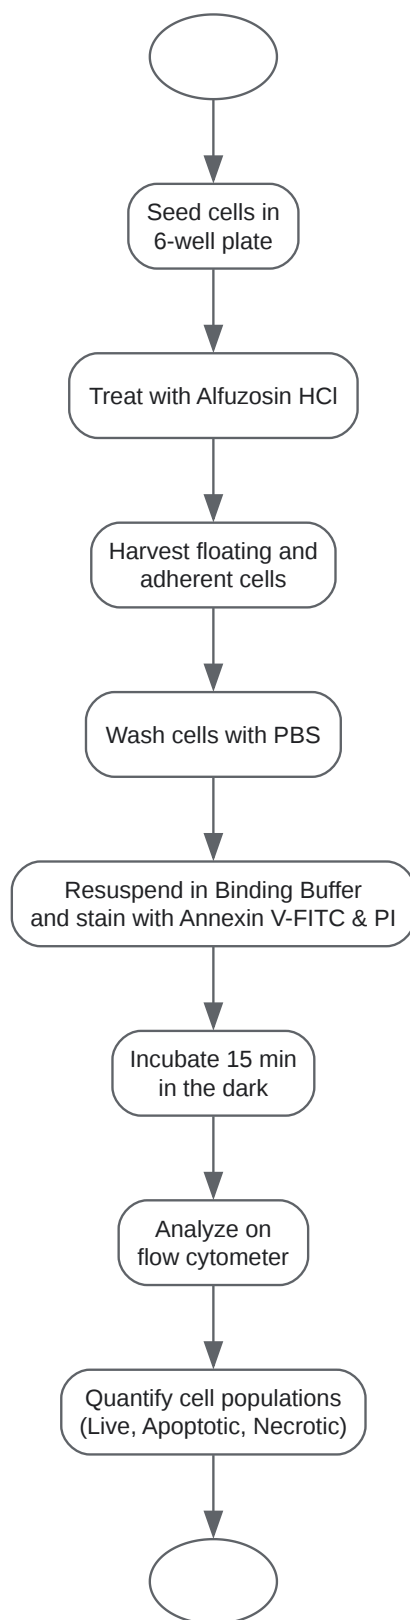 Seed cells in
6-well plate
Treat with Alfuzosin HCl
Harvest floating and
adherent cells
Wash cells with PBS
Resuspend in Binding Buffer
and stain with Annexin V-FITC & PI
Incubate 15 min
in the dark
Analyze on
flow cytometer
Quantify cell populations
(Live, Apoptotic, Necrotic)